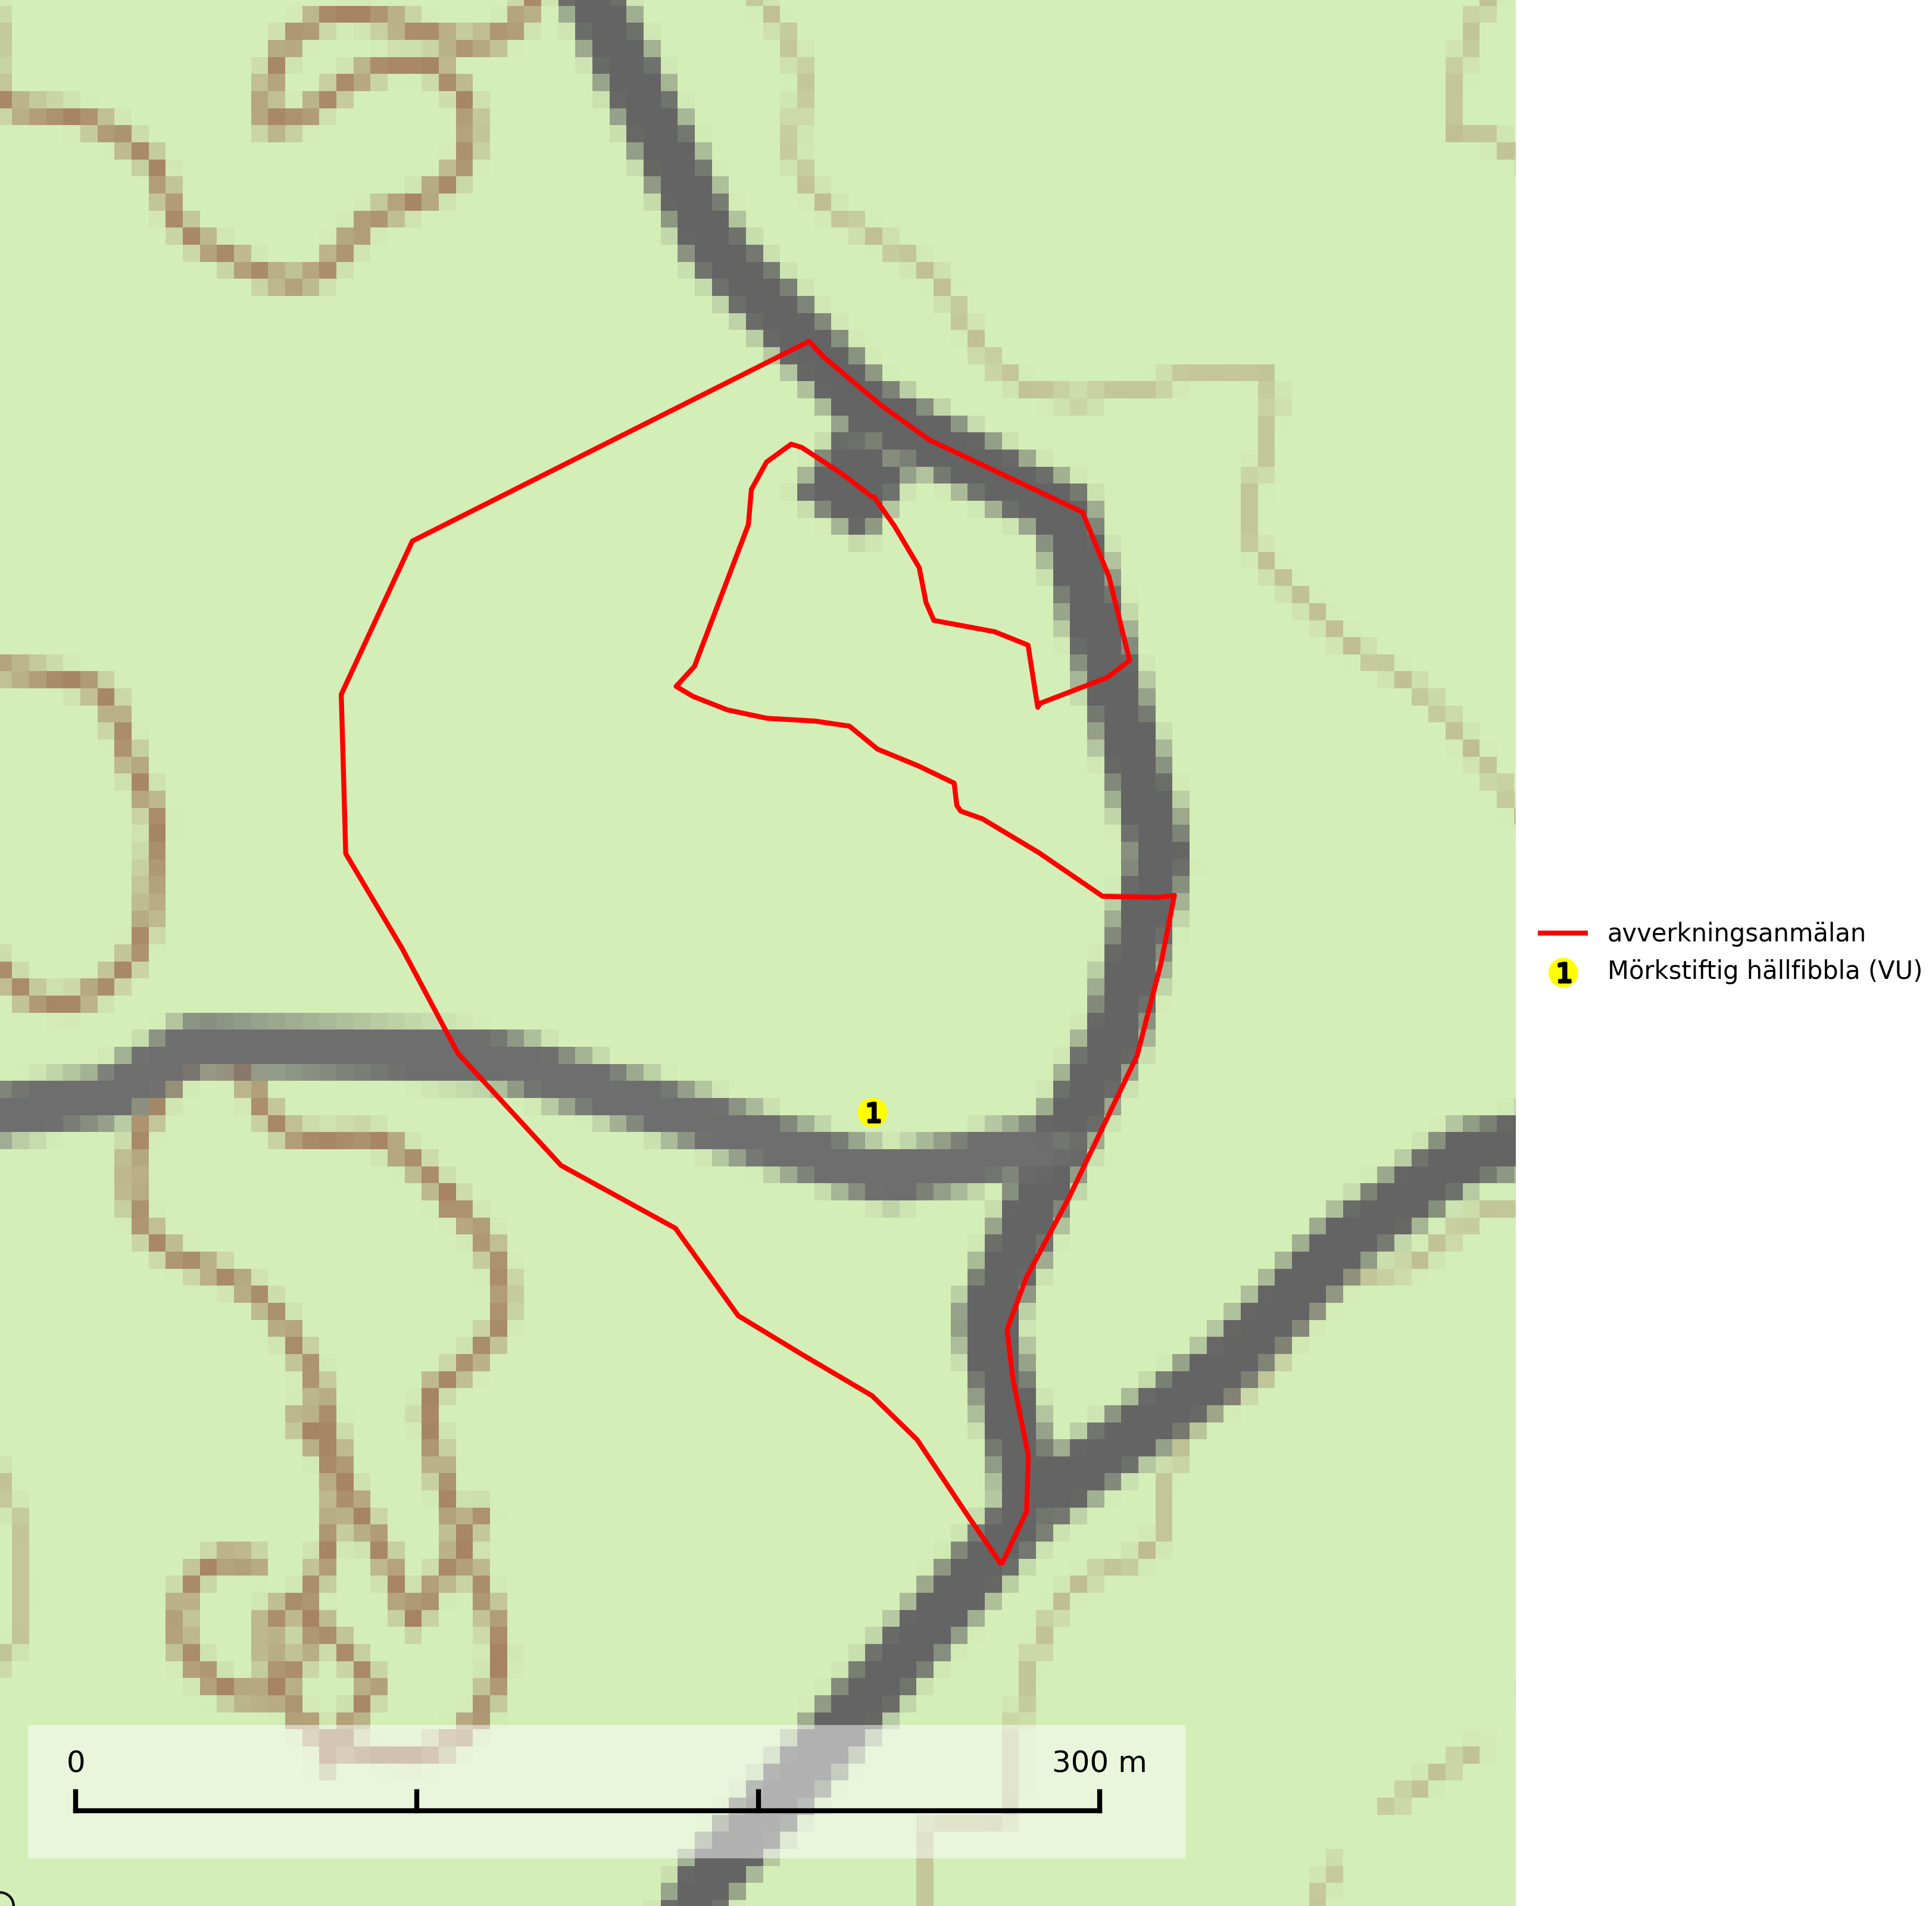 avverkningsanmälan
1 Mörkstiftig hällfibbla (VU)
1
0 300 m